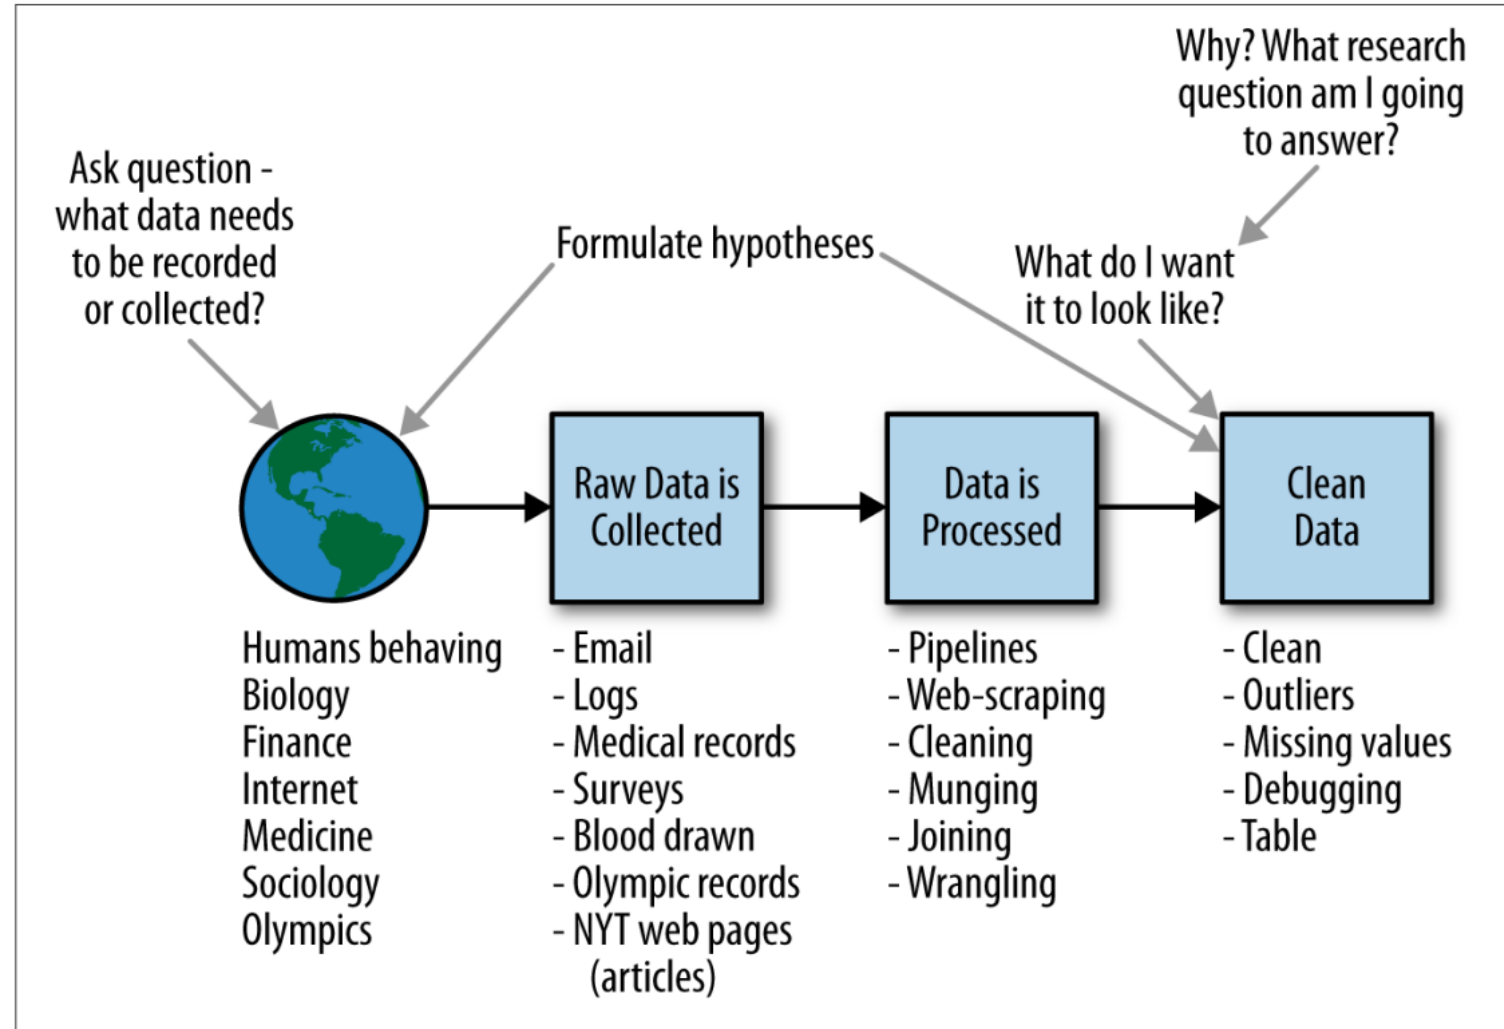 Why? What research
question am I going
to answer?
Ask question -
what data needs
to be recorded
or collected?
Formulate hypotheses
What do I want
it to look like?
Raw Data is
Collected
Data is
Processed
Clean
Data
Humans behaving
Biology
Finance
Internet
Medicine
Sociology
Olympics
- Email
- Logs
- Medical records
- Surveys
- Blood drawn
- Olympic records
- NYT web pages
(articles)
- Pipelines
- Web-scraping
- Cleaning
- Munging
- Joining
- Wrangling
- Clean
- Outliers
- Missing values
- Debugging
- Table